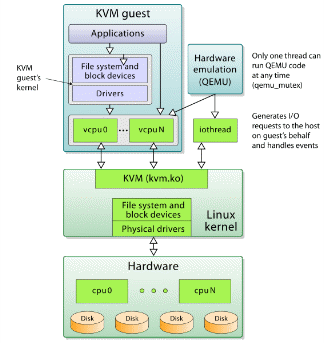 KVM guest
Applications
File system and
block devices
Drivers
KVM
guest's
kernel
vcpu0
...
vcpuN
Hardware
emulation
(QEMU)
Only one thread can
run QEMU code
at any time
(qemu_mutex)
iothread
Generates I/O
requests to the host
on guest's behalf
and handles events
KVM (kvm.ko)
File system and
block devices
Physical drivers
Linux
kernel
Hardware
cpu0
cpuN
Disk
Disk
Disk
Disk